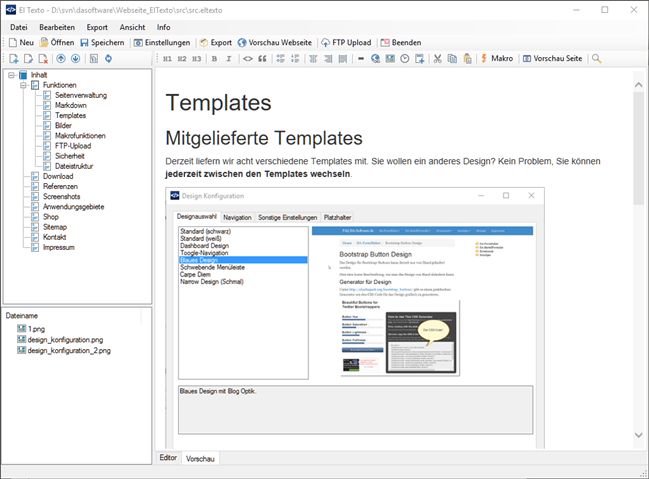 El Texto - D:\svn\dasoftware\Webseite_ElTexto\src\src.eltexto
Datei Bearbeiten Export Ansicht Info
Neu Öffnen Speichern Einstellungen Export Vorschau Webseite FTP Upload Beenden
H1 H2 H3 B I Makro Vorschau Seite
Inhalt
Funktionen
Seitenverwaltung
Markdown
Templates
Bilder
Makrofunktionen
FTP-Upload
Sicherheit
Dateistruktur
Download
Referenzen
Screenshots
Anwendungsgebiete
Shop
Sitemap
Kontakt
Impressum
Dateiname
1.png
design_konfiguration.png
design_konfiguration_2.png
Templates
Mitgelieferte Templates
Derzeit liefern wir acht verschiedene Templates mit. Sie wollen ein anderes Design? Kein Problem, Sie können
jederzeit zwischen den Templates wechseln.
Design Konfiguration
Designauswahl Navigation Sonstige Einstellungen Platzhalter
Standard (schwarz)
Standard (weiß)
Dashboard Design
Toogle-Navigation
Blaues Design
Schwebende Menuleiste
Carpe Diem
Narrow Design (Schmal)
Bootstrap Button Design
Generator für Design
Beautiful Buttons for
Twitter Bootstrappers
Blaues Design mit Blog Optik.
Editor Vorschau